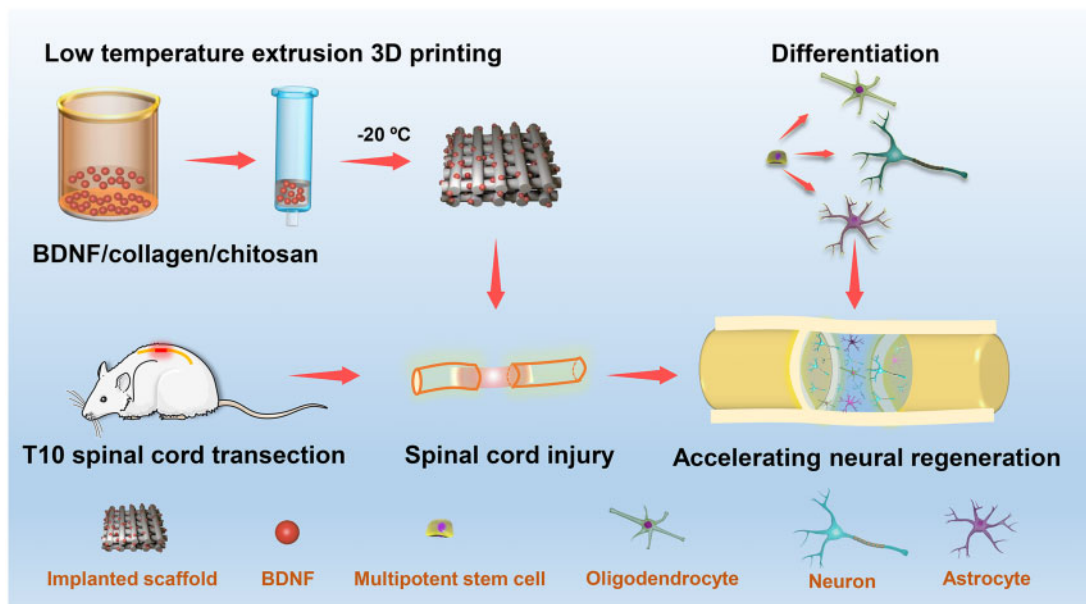 Low temperature extrusion 3D printing
Differentiation
-20 ºC
BDNF/collagen/chitosan
T10 spinal cord transection
Spinal cord injury
Accelerating neural regeneration
Implanted scaffold
BDNF
Multipotent stem cell
Oligodendrocyte
Neuron
Astrocyte